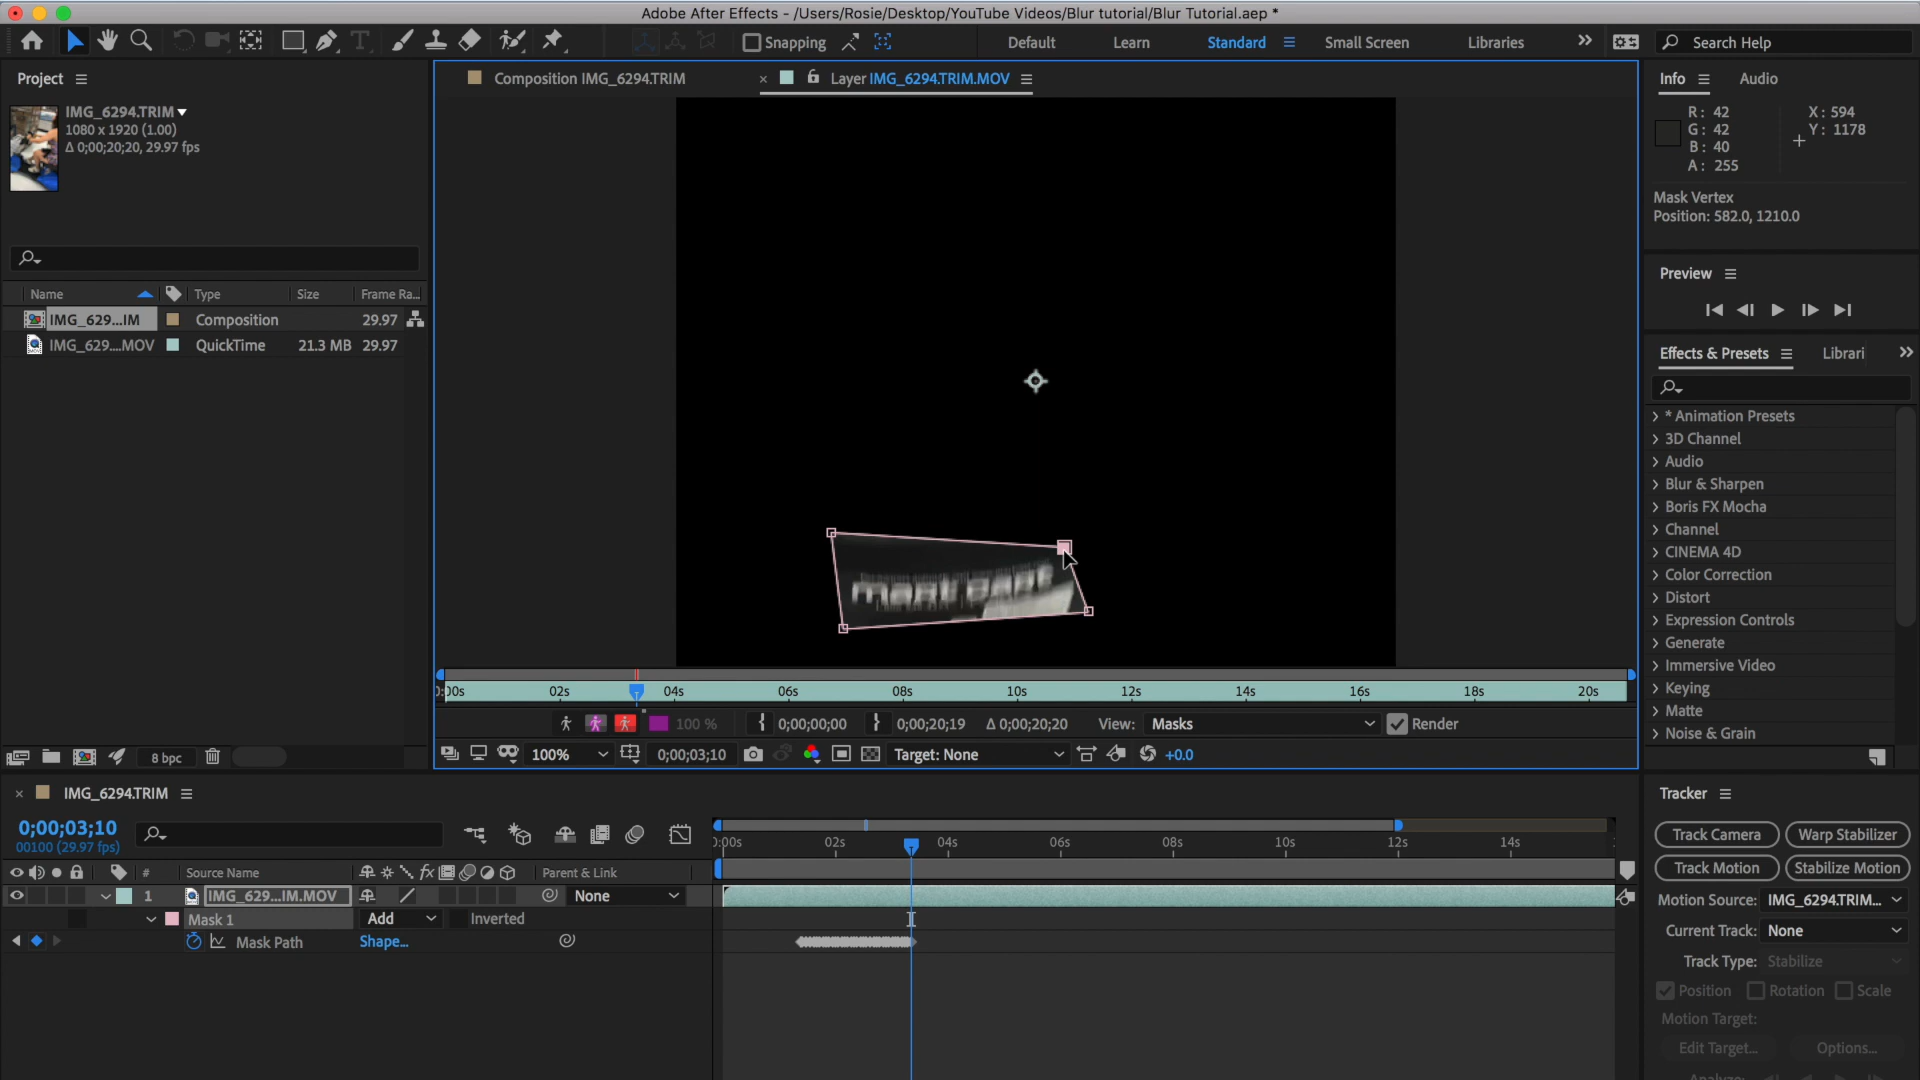 Adobe After Effects - /Users/Rosie/Desktop/YouTube Videos/Blur tutorial/Blur Tutorial.aep *
Snapping
Default
Learn
Standard
Small Screen
Libraries
Search Help
Project
IMG_6294.TRIM
1080 x 1920 (1.00)
Δ 0;00;20;20, 29.97 fps
Name
Type
Size
Frame Ra...
IMG_629...IM
Composition
29.97
IMG_629....MOV
QuickTime
21.3 MB
29.97
8 bpc
Composition IMG_6294.TRIM
Layer IMG_6294.TRIM.MOV
02s
04s
06s
08s
10s
12s
14s
16s
18s
20s
100 %
0;00;00;00
0;00;20;19
Δ 0;00;20;20
View:
Masks
Render
100%
0;00;03;10
Target: None
+0.0
Info
Audio
R: 42
G: 42
B: 40
A: 255
X: 594
Y: 1178
Mask Vertex
Position: 582.0, 1210.0
Preview
Effects & Presets
Librari
* Animation Presets
3D Channel
Audio
Blur & Sharpen
Boris FX Mocha
Channel
CINEMA 4D
Color Correction
Distort
Expression Controls
Generate
Immersive Video
Keying
Matte
Noise & Grain
IMG_6294.TRIM
0;00;03;10
00100 (29.97 fps)
#
Source Name
Parent & Link
1
IMG_629...IM.MOV
None
Mask 1
Add
Inverted
Mask Path
Shape...
:00s
02s
04s
06s
08s
10s
12s
14s
Tracker
Track Camera
Warp Stabilizer
Track Motion
Stabilize Motion
Motion Source:
IMG_6294.TRIM...
Current Track:
None
Track Type:
Stabilize
Position
Rotation
Scale
Motion Target:
Edit Target...
Options...